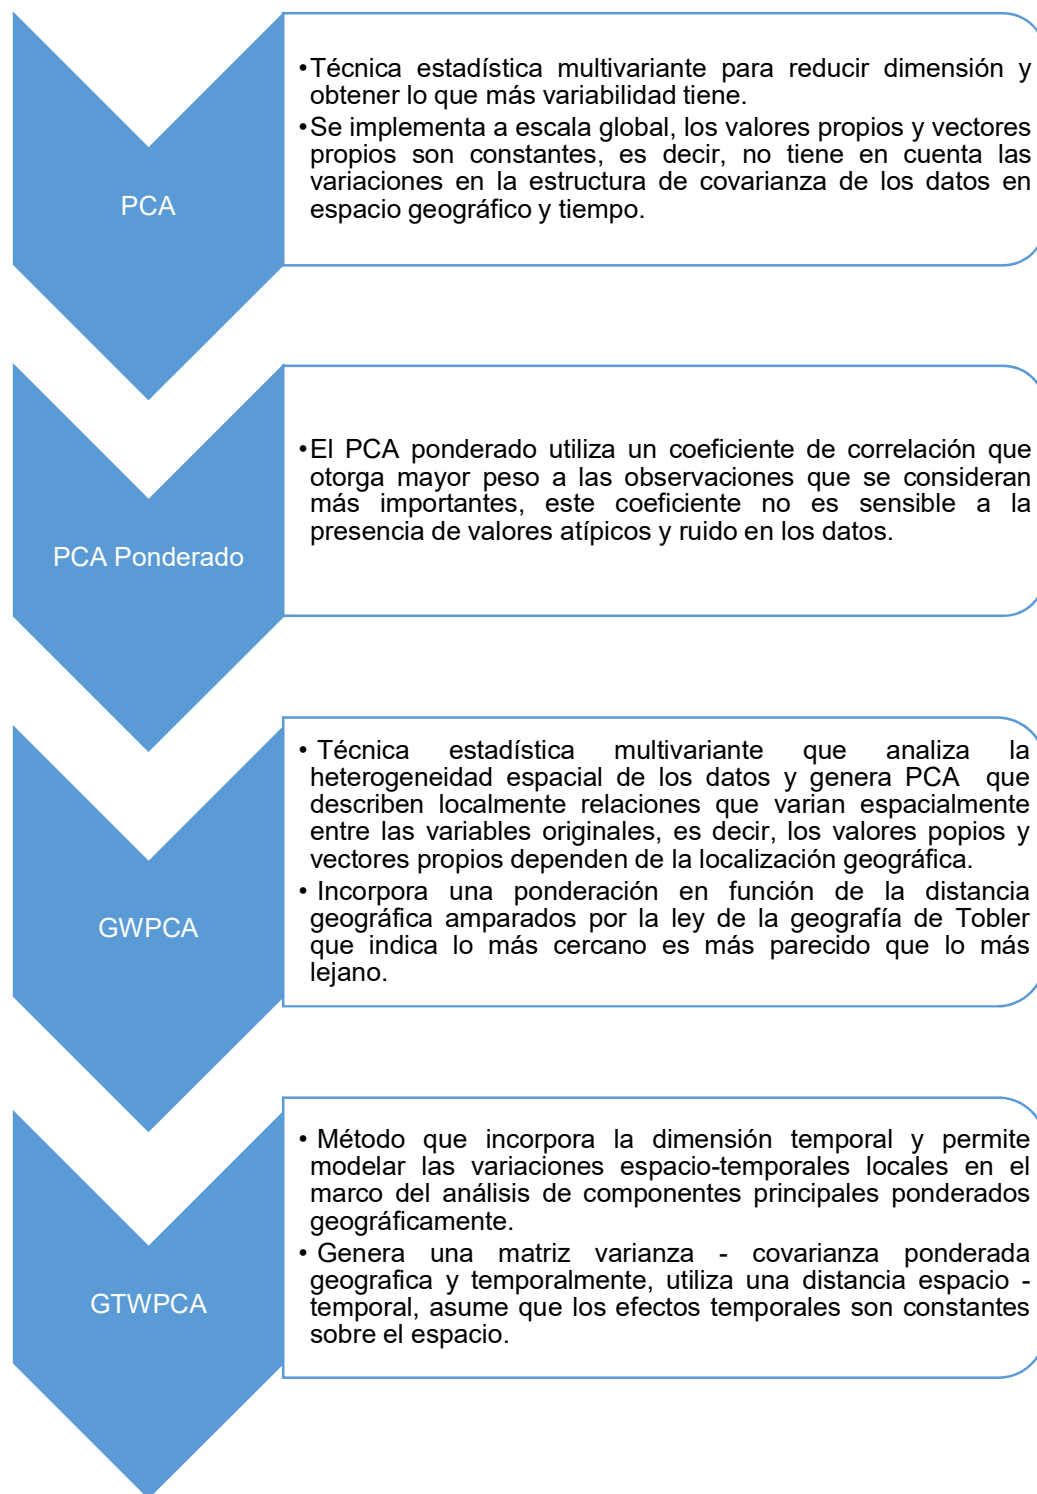 PCA
•Técnica estadística multivariante para reducir dimensión y
obtener lo que más variabilidad tiene.
•Se implementa a escala global, los valores propios y vectores
propios son constantes, es decir, no tiene en cuenta las
variaciones en la estructura de covarianza de los datos en
espacio geográfico y tiempo.
PCA Ponderado
•El PCA ponderado utiliza un coeficiente de correlación que
otorga mayor peso a las observaciones que se consideran
más importantes, este coeficiente no es sensible a la
presencia de valores atípicos y ruido en los datos.
GWPCA
• Técnica estadística multivariante que analiza la
heterogeneidad espacial de los datos y genera PCA que
describen localmente relaciones que varian espacialmente
entre las variables originales, es decir, los valores popios y
vectores propios dependen de la localización geográfica.
• Incorpora una ponderación en función de la distancia
geográfica amparados por la ley de la geografía de Tobler
que indica lo más cercano es más parecido que lo más
lejano.
GTWPCA
• Método que incorpora la dimensión temporal y permite
modelar las variaciones espacio-temporales locales en el
marco del análisis de componentes principales ponderados
geográficamente.
• Genera una matriz varianza - covarianza ponderada
geografica y temporalmente, utiliza una distancia espacio -
temporal, asume que los efectos temporales son constantes
sobre el espacio.